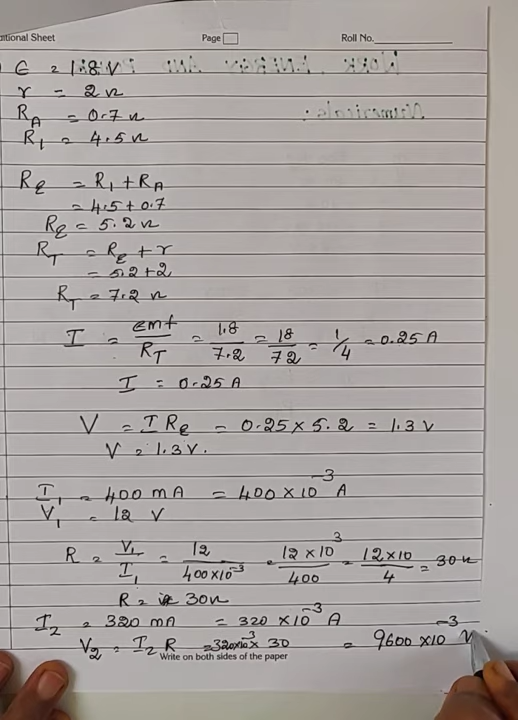 itional Sheet Page Roll No.
ε = 1.8 V
r = 2 Ω
R_A = 0.7 Ω
R_1 = 4.5 Ω
Numericals:
R_E = R_1 + R_A
= 4.5 + 0.7
R_E = 5.2 Ω
R_T = R_E + r
= 5.2 + 2
R_T = 7.2 Ω
I = emf / R_T = 1.8 / 7.2 = 18 / 72 = 1/4 = 0.25 A
I = 0.25 A
V = I R_E = 0.25 × 5.2 = 1.3 V
V = 1.3 V.
I_1 = 400 mA = 400 × 10^-3 A
V_1 = 12 V
R = V_1 / I_1 = 12 / 400×10^-3 = 12 × 10^3 / 400 = 12 × 10 / 4 = 30 Ω
R = 30 Ω
I_2 = 320 mA = 320 × 10^-3 A
V_2 = I_2 R = 320×10^-3 × 30 = 9600 × 10^-3 V
Write on both sides of the paper